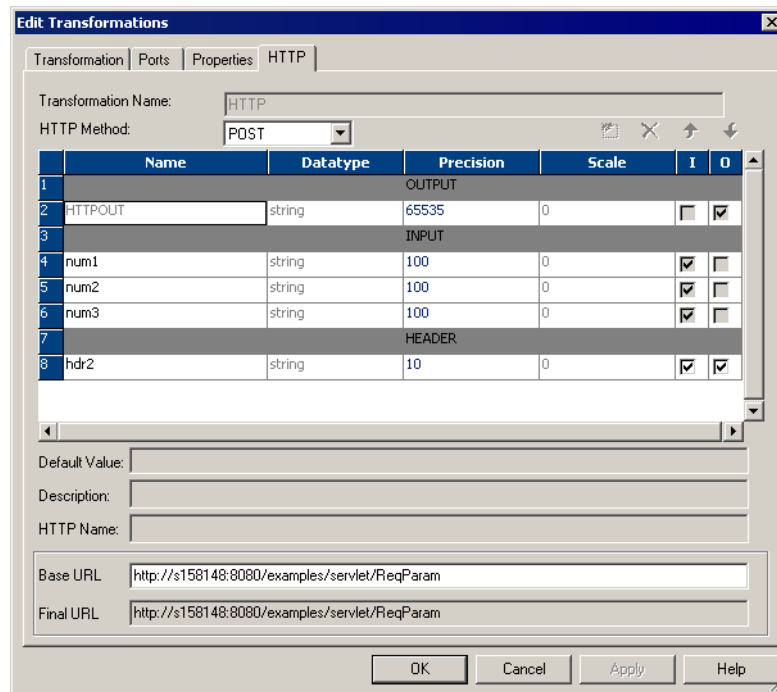 Edit Transformations
Transformation Ports Properties HTTP
Transformation Name: HTTP
HTTP Method: POST
Name Datatype Precision Scale I O
1 OUTPUT
2 HTTPOUT string 65535 0
3 INPUT
4 num1 string 100 0
5 num2 string 100 0
6 num3 string 100 0
7 HEADER
8 hdr2 string 10 0
Default Value:
Description:
HTTP Name:
Base URL http://s158148:8080/examples/servlet/ReqParam
Final URL http://s158148:8080/examples/servlet/ReqParam
OK Cancel Apply Help